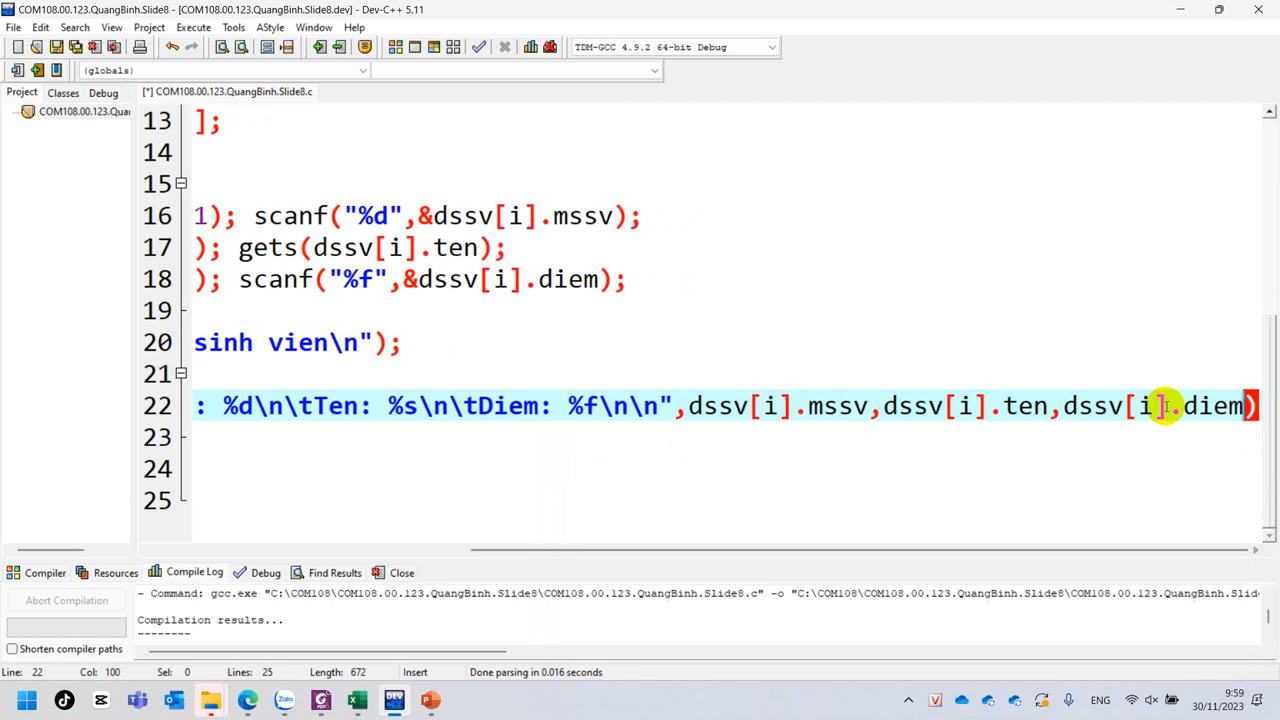 COM108.00.123.QuangBinh.Slide8 - [COM108.00.123.QuangBinh.Slide8.dev] - Dev-C++ 5.11
File Edit Search View Project Execute Tools AStyle Window Help
TDM-GCC 4.9.2 64-bit Debug
(globals)
Project Classes Debug
[*] COM108.00.123.QuangBinh.Slide8.c
COM108.00.123.Qua
13 ];
14
15
16 1); scanf("%d",&dssv[i].mssv);
17 ); gets(dssv[i].ten);
18 ); scanf("%f",&dssv[i].diem);
19
20 sinh vien\n");
21
22 : %d\n\tTen: %s\n\tDiem: %f\n\n",dssv[i].mssv,dssv[i].ten,dssv[i].diem)
23
24
25
Compiler Resources Compile Log Debug Find Results Close
Abort Compilation
Shorten compiler paths
- Command: gcc.exe "C:\COM108\COM108.00.123.QuangBinh.Slide8\COM108.00.123.QuangBinh.Slide8.c" -o "C:\COM108\COM108.00.123.QuangBinh.Slide8\COM108.00.123.QuangBinh.Slide
Compilation results...
--------
Line: 22 Col: 100 Sel: 0 Lines: 25 Length: 672 Insert Done parsing in 0.016 seconds
ENG
9:59
30/11/2023